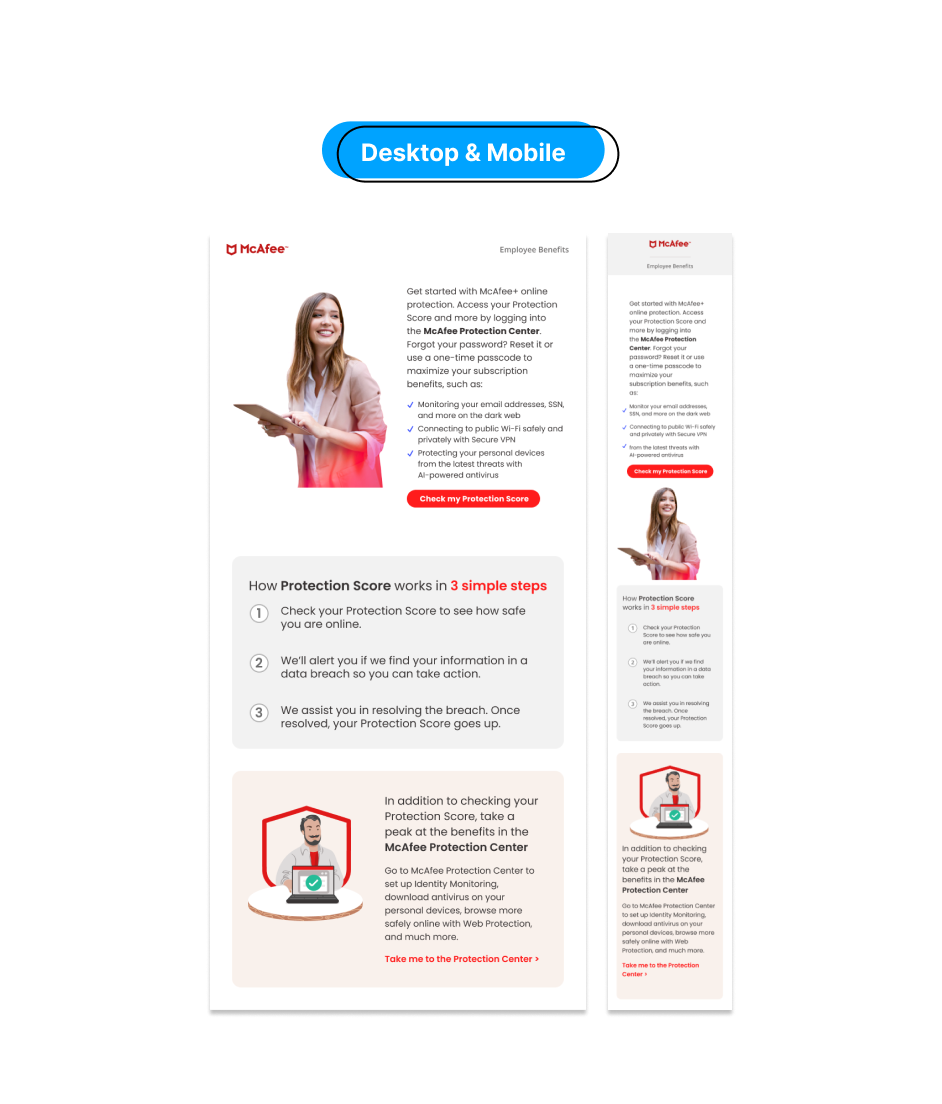 Desktop & Mobile
McAfee™
Employee Benefits
Get started with McAfee+ online
protection. Access your Protection
Score and more by logging into
the McAfee Protection Center.
Forgot your password? Reset it or
use a one-time passcode to
maximize your subscription
benefits, such as:
Monitoring your email addresses, SSN,
and more on the dark web
Connecting to public Wi-Fi safely and
privately with Secure VPN
Protecting your personal devices
from the latest threats with
AI-powered antivirus
Check my Protection Score
How Protection Score works in 3 simple steps
1 Check your Protection Score to see how safe
you are online.
2 We’ll alert you if we find your information in a
data breach so you can take action.
3 We assist you in resolving the breach. Once
resolved, your Protection Score goes up.
In addition to checking your
Protection Score, take a
peak at the benefits in the
McAfee Protection Center
Go to McAfee Protection Center to
set up Identity Monitoring,
download antivirus on your
personal devices, browse more
safely online with Web Protection,
and much more.
Take me to the Protection Center >
McAfee™
Employee Benefits
Get started with McAfee+
online protection. Access
your Protection Score and
more by logging into
the McAfee Protection
Center. Forgot your
password? Reset it or use
a one-time passcode to
maximize your
subscription benefits, such
as:
Monitor your email addresses,
SSN, and more on the dark web
Connecting to public Wi-Fi safely
and privately with Secure VPN
from the latest threats with
AI-powered antivirus
Check my Protection Score
How Protection Score
works in 3 simple steps
1 Check your Protection
Score to see how safe you
are online.
2 We’ll alert you if we find
your information in a data
breach so you can take
action.
3 We assist you in resolving
the breach. Once
resolved, your Protection
Score goes up.
In addition to checking
your Protection Score,
take a peak at the
benefits in the McAfee
Protection Center
Go to McAfee Protection Center
to set up Identity Monitoring,
download antivirus on your
personal devices, browse more
safely online with Web
Protection, and much more.
Take me to the Protection
Center >